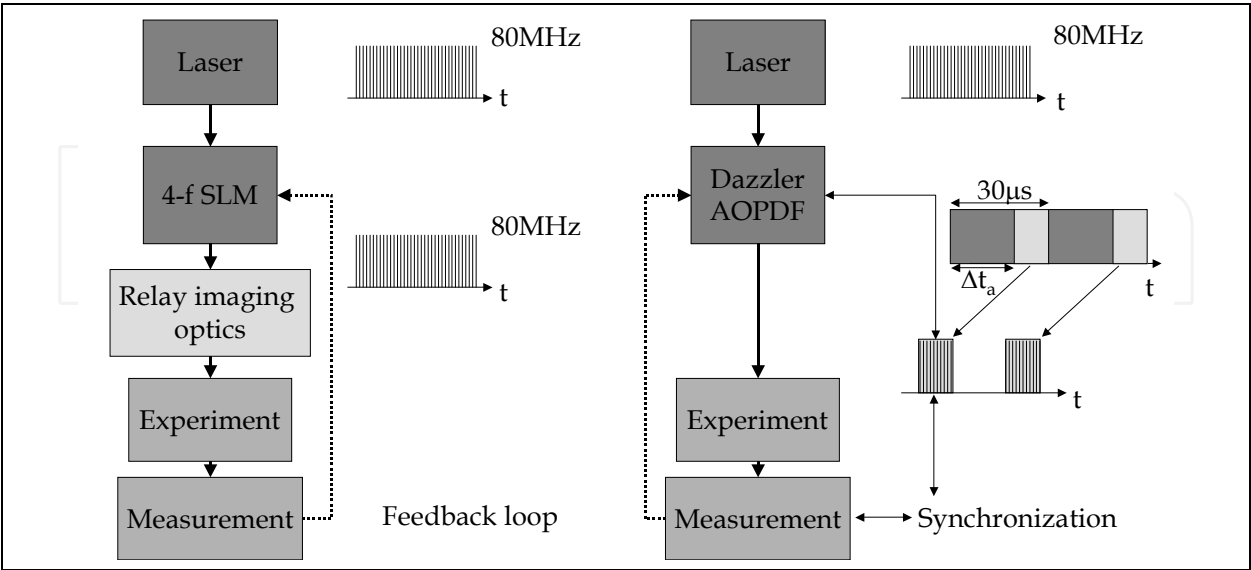 Laser
80MHz
t
4-f SLM
80MHz
t
Relay imaging
optics
Experiment
Measurement
Feedback loop
Laser
80MHz
t
Dazzler
AOPDF
30μs
Δtₐ
t
t
Experiment
Measurement
Synchronization